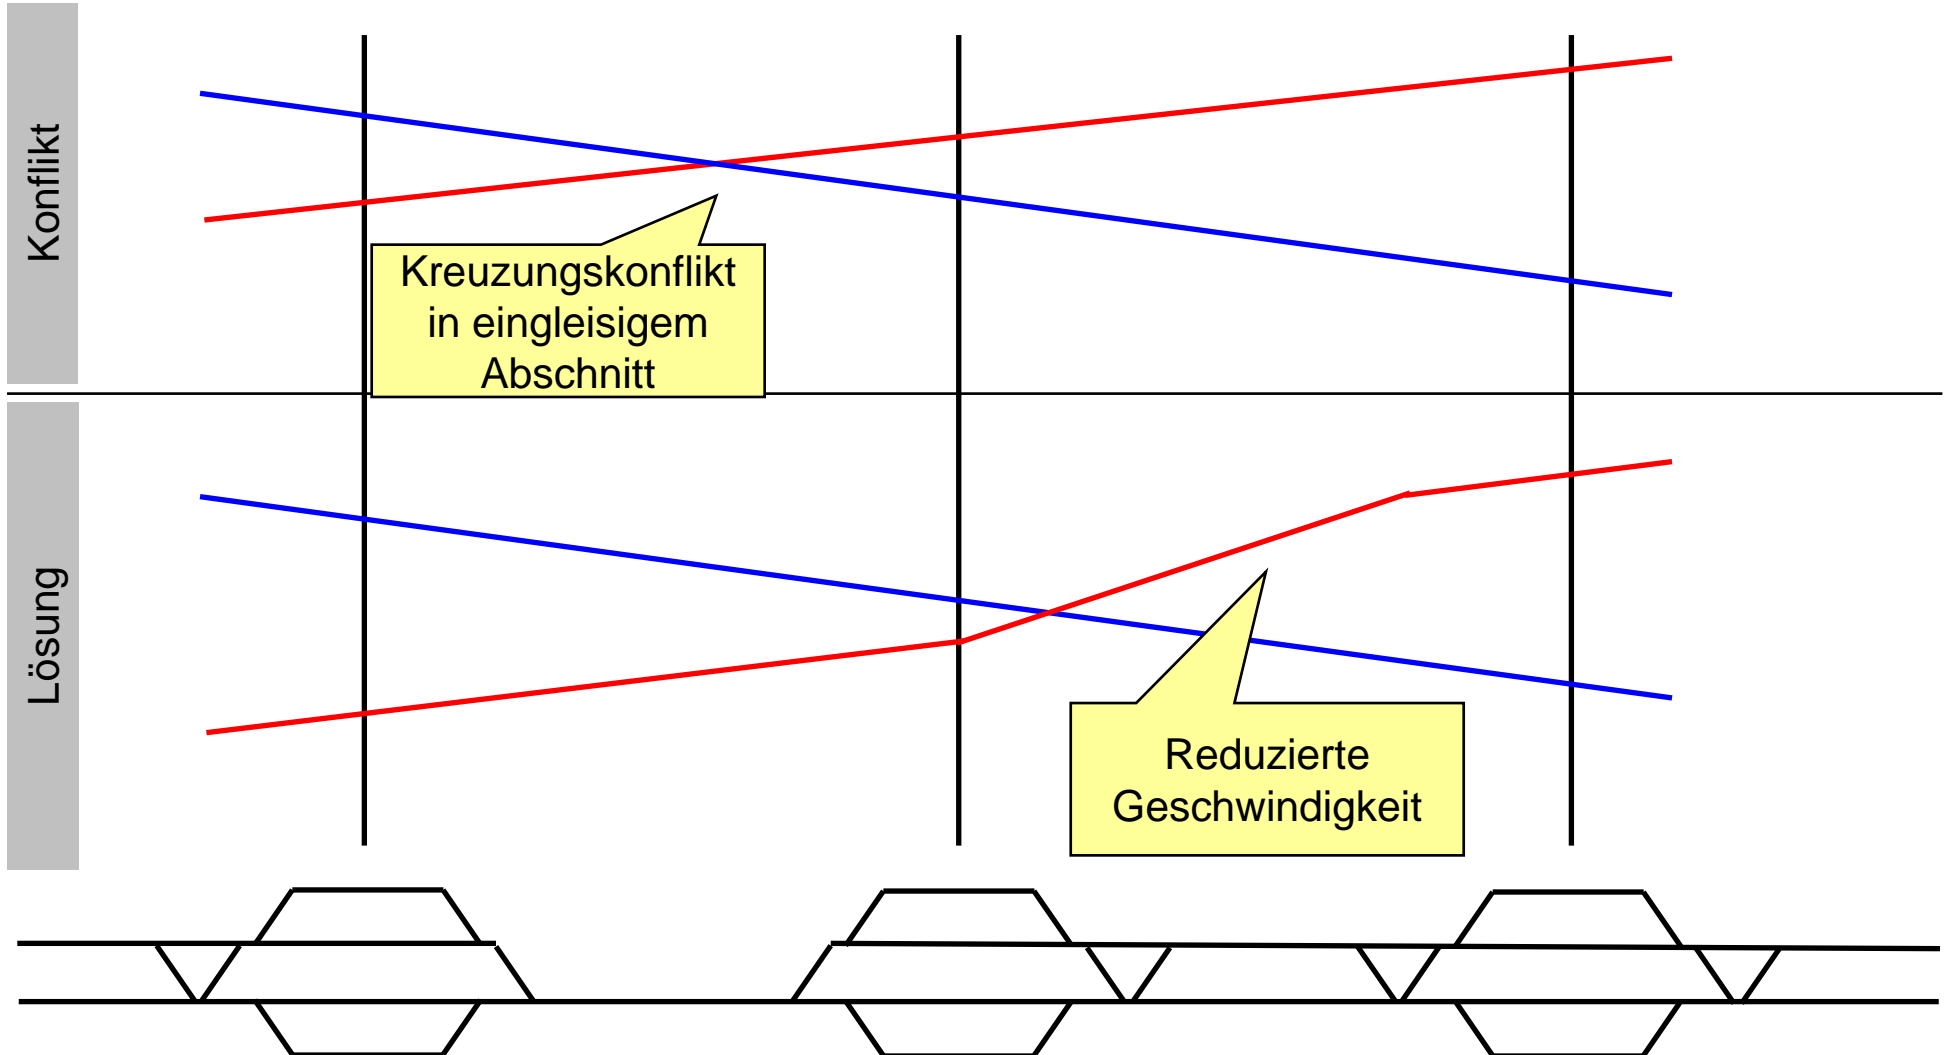 Konflikt
Kreuzungskonflikt
in eingleisigem
Abschnitt
Lösung
Reduzierte
Geschwindigkeit